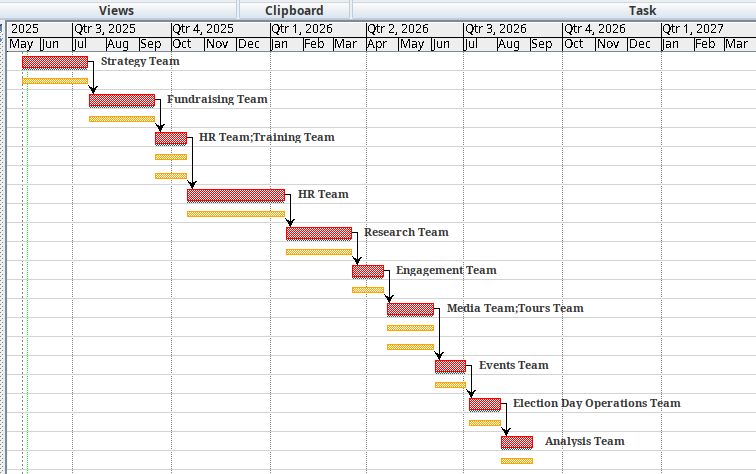 Views Clipboard Task
2025 Qtr 3, 2025 Qtr 4, 2025 Qtr 1, 2026 Qtr 2, 2026 Qtr 3, 2026 Qtr 4, 2026 Qtr 1, 2027
May Jun Jul Aug Sep Oct Nov Dec Jan Feb Mar Apr May Jun Jul Aug Sep Oct Nov Dec Jan Feb Mar
Strategy Team
Fundraising Team
HR Team;Training Team
HR Team
Research Team
Engagement Team
Media Team;Tours Team
Events Team
Election Day Operations Team
Analysis Team